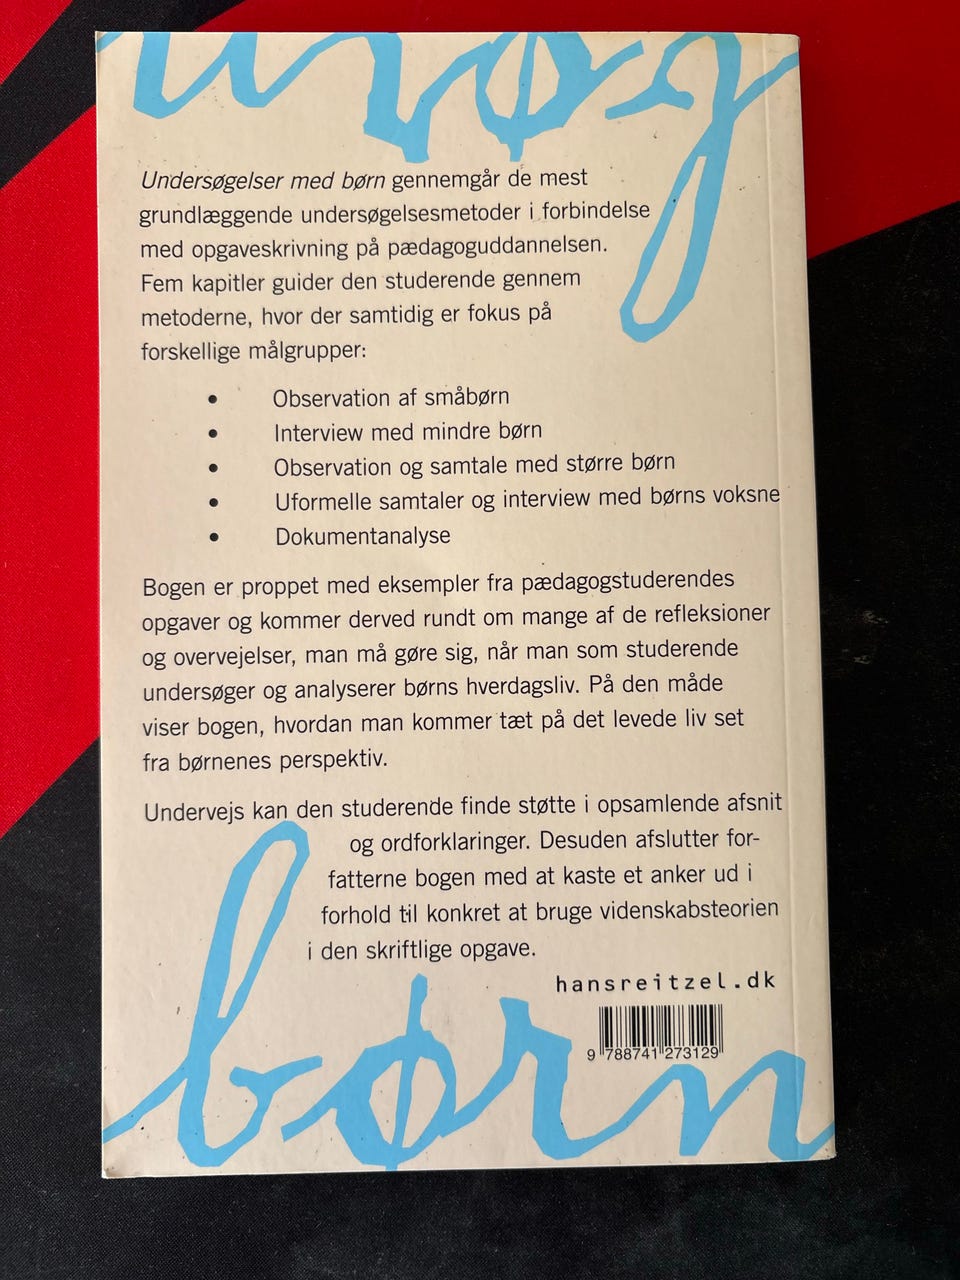 Undersøgelser med børn gennemgår de mest
grundlæggende undersøgelsesmetoder i forbindelse
med opgaveskrivning på pædagoguddannelsen.
Fem kapitler guider den studerende gennem
metoderne, hvor der samtidig er fokus på
forskellige målgrupper:
• Observation af småbørn
• Interview med mindre børn
• Observation og samtale med større børn
• Uformelle samtaler og interview med børns voksne
• Dokumentanalyse
Bogen er proppet med eksempler fra pædagogstuderendes
opgaver og kommer derved rundt om mange af de refleksioner
og overvejelser, man må gøre sig, når man som studerende
undersøger og analyserer børns hverdagsliv. På den måde
viser bogen, hvordan man kommer tæt på det levede liv set
fra børnenes perspektiv.
Undervejs kan den studerende finde støtte i opsamlende afsnit
og ordforklaringer. Desuden afslutter for-
fatterne bogen med at kaste et anker ud i
forhold til konkret at bruge videnskabsteorien
i den skriftlige opgave.
hansreitzel.dk
9 788741 273129
børn